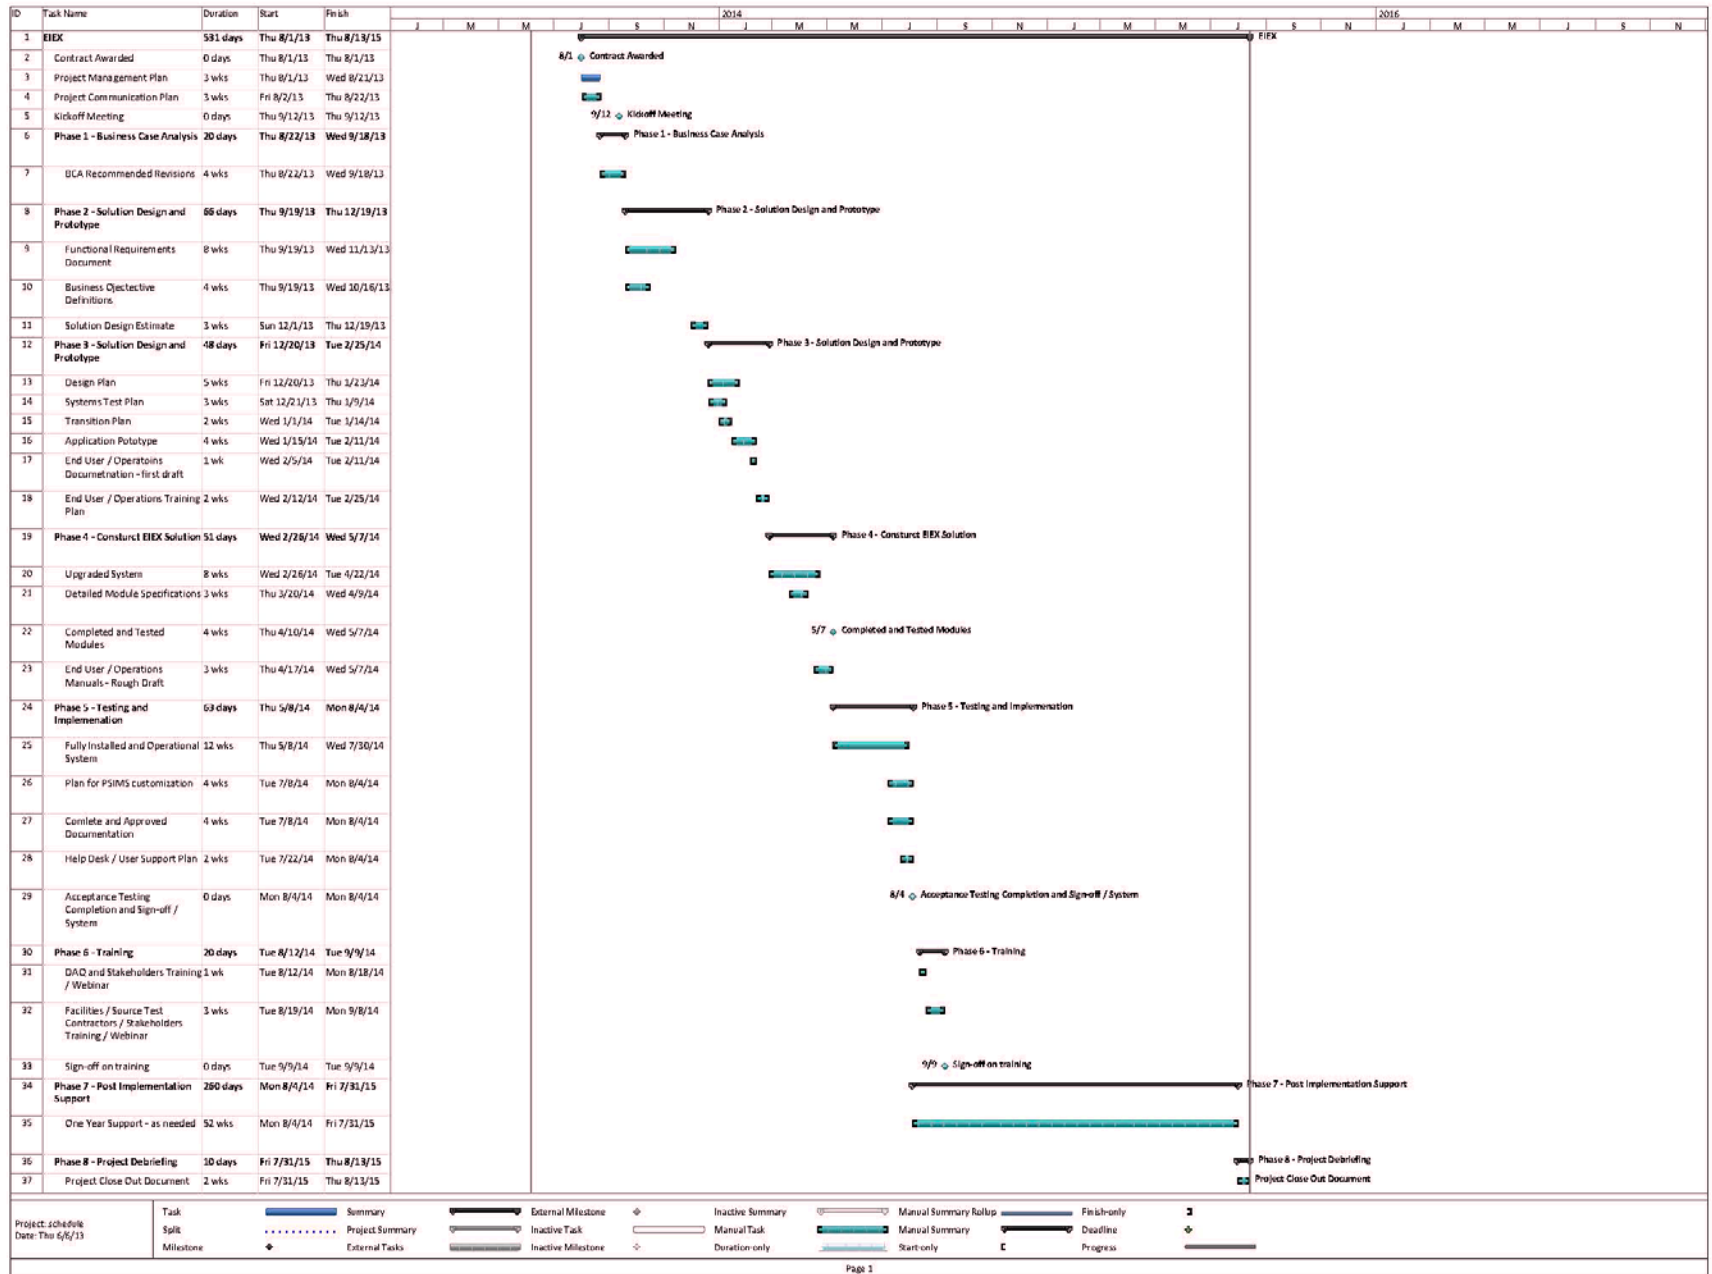 ID Task Name Duration Start Finish 2014 2016
J M M J S N M M J S N J M M J S N J M M J S N
1 EIEX 531 days Thu 8/1/13 Thu 8/13/15 EIEX
2 Contract Awarded 0 days Thu 8/1/13 Thu 8/1/13 8/1 Contract Awarded
3 Project Management Plan 3 wks Thu 8/1/13 Wed 8/21/13
4 Project Communication Plan 3 wks Fri 8/2/13 Thu 8/22/13
5 Kickoff Meeting 0 days Thu 9/12/13 Thu 9/12/13 9/12 Kickoff Meeting
6 Phase 1 - Business Case Analysis 20 days Thu 8/22/13 Wed 9/18/13 Phase 1 - Business Case Analysis
7 BCA Recommended Revisions 4 wks Thu 8/22/13 Wed 9/18/13
8 Phase 2 - Solution Design and 66 days Thu 9/19/13 Thu 12/19/13 Phase 2 - Solution Design and Prototype
Prototype
9 Functional Requirements 8 wks Thu 9/19/13 Wed 11/13/13
Document
10 Business Ojectective 4 wks Thu 9/19/13 Wed 10/16/13
Definitions
11 Solution Design Estimate 3 wks Sun 12/1/13 Thu 12/19/13
12 Phase 3 - Solution Design and 48 days Fri 12/20/13 Tue 2/25/14 Phase 3 - Solution Design and Prototype
Prototype
13 Design Plan 5 wks Fri 12/20/13 Thu 1/23/14
14 Systems Test Plan 3 wks Sat 12/21/13 Thu 1/9/14
15 Transition Plan 2 wks Wed 1/1/14 Tue 1/14/14
16 Application Pototype 4 wks Wed 1/15/14 Tue 2/11/14
17 End User / Operatoins 1 wk Wed 2/5/14 Tue 2/11/14
Documetnation - first draft
18 End User / Operations Training 2 wks Wed 2/12/14 Tue 2/25/14
Plan
19 Phase 4 - Consturct EIEX Solution 51 days Wed 2/26/14 Wed 5/7/14 Phase 4 - Consturct EIEX Solution
20 Upgraded System 8 wks Wed 2/26/14 Tue 4/22/14
21 Detailed Module Specifications 3 wks Thu 3/20/14 Wed 4/9/14
22 Completed and Tested 4 wks Thu 4/10/14 Wed 5/7/14 5/7 Completed and Tested Modules
Modules
23 End User / Operations 3 wks Thu 4/17/14 Wed 5/7/14
Manuals - Rough Draft
24 Phase 5 - Testing and 63 days Thu 5/8/14 Mon 8/4/14 Phase 5 - Testing and Implemenation
Implemenation
25 Fully Installed and Operational 12 wks Thu 5/8/14 Wed 7/30/14
System
26 Plan for PSIMS customization 4 wks Tue 7/8/14 Mon 8/4/14
27 Comlete and Approved 4 wks Tue 7/8/14 Mon 8/4/14
Documentation
28 Help Desk / User Support Plan 2 wks Tue 7/22/14 Mon 8/4/14
29 Acceptance Testing 0 days Mon 8/4/14 Mon 8/4/14 8/4 Acceptance Testing Completion and Sign-off / System
Completion and Sign-off /
System
30 Phase 6 - Training 20 days Tue 8/12/14 Tue 9/9/14 Phase 6 - Training
31 DAQ and Stakeholders Training 1 wk Tue 8/12/14 Mon 8/18/14
/ Webinar
32 Facilities / Source Test 3 wks Tue 8/19/14 Mon 9/8/14
Contractors / Stakeholders
Training / Webinar
33 Sign-off on training 0 days Tue 9/9/14 Tue 9/9/14 9/9 Sign-off on training
34 Phase 7 - Post Implementation 260 days Mon 8/4/14 Fri 7/31/15 Phase 7 - Post Implementation Support
Support
35 One Year Support - as needed 52 wks Mon 8/4/14 Fri 7/31/15
36 Phase 8 - Project Debriefing 10 days Fri 7/31/15 Thu 8/13/15 Phase 8 - Project Debriefing
37 Project Close Out Document 2 wks Fri 7/31/15 Thu 8/13/15 Project Close Out Document
Project: schedule
Date: Thu 6/6/13
Task Summary External Milestone Inactive Summary Manual Summary Rollup Finish-only
Split Project Summary Inactive Task Manual Task Manual Summary Deadline
Milestone External Tasks Inactive Milestone Duration-only Start-only Progress
Page 1